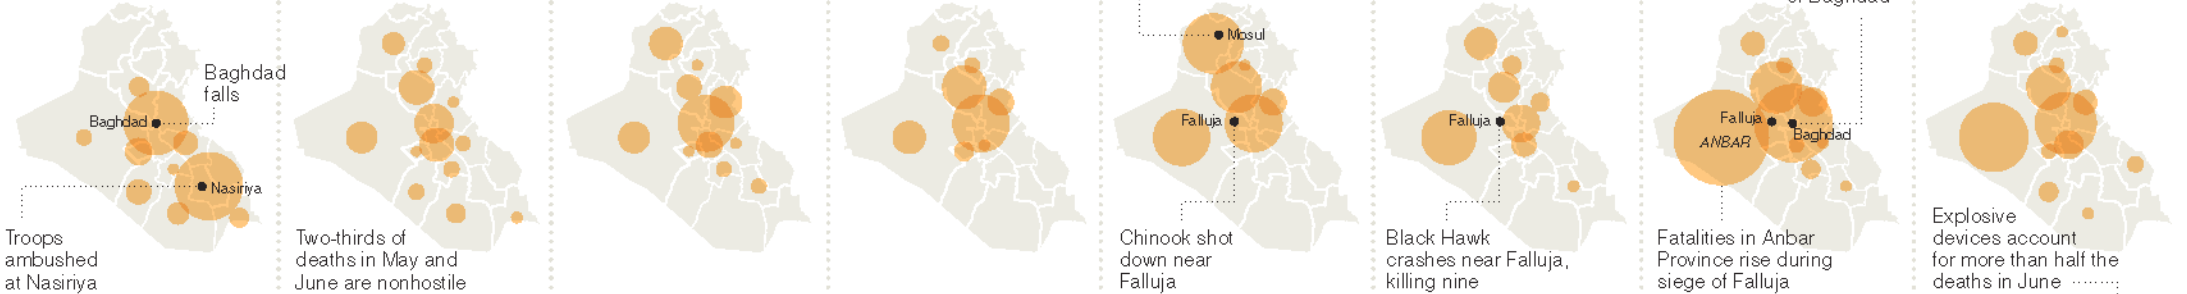 Baghdad
falls
Baghdad
Nasiriya
Troops
ambushed
at Nasiriya
Two-thirds of
deaths in May and
June are nonhostile
Mosul
Falluja
Chinook shot
down near
Falluja
Falluja
Black Hawk
crashes near Falluja,
killing nine
of Baghdad
Falluja
Baghdad
ANBAR
Fatalities in Anbar
Province rise during
siege of Falluja
Explosive
devices account
for more than half the
deaths in June